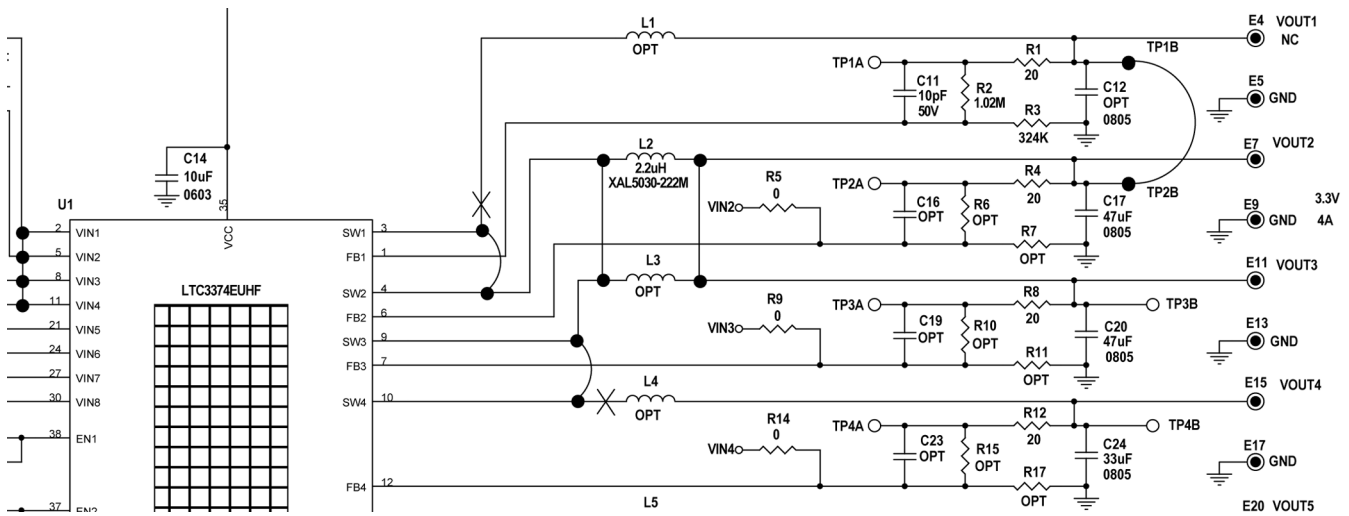 L1
OPT
E4 VOUT1
NC
TP1A
R1
20
TP1B
C11
10pF
50V
R2
1.02M
C12
OPT
0805
R3
324K
E5
GND
L2
2.2uH
XAL5030-222M
E7 VOUT2
C14
10uF
0603
R5
0
VIN2
TP2A
R4
20
TP2B
C16
OPT
R6
OPT
C17
47uF
0805
R7
OPT
E9
GND
3.3V
4A
U1
35
VCC
2 VIN1
5 VIN2
8 VIN3
11 VIN4
21 VIN5
24 VIN6
27 VIN7
30 VIN8
38 EN1
37 EN2
LTC3374EUHF
SW1 3
FB1 1
SW2 4
FB2 6
SW3 9
FB3 7
SW4 10
FB4 12
L3
OPT
E11 VOUT3
R9
0
VIN3
TP3A
R8
20
TP3B
C19
OPT
R10
OPT
C20
47uF
0805
R11
OPT
E13
GND
L4
OPT
E15 VOUT4
R14
0
VIN4
TP4A
R12
20
TP4B
C23
OPT
R15
OPT
C24
33uF
0805
R17
OPT
E17
GND
L5
E20 VOUT5